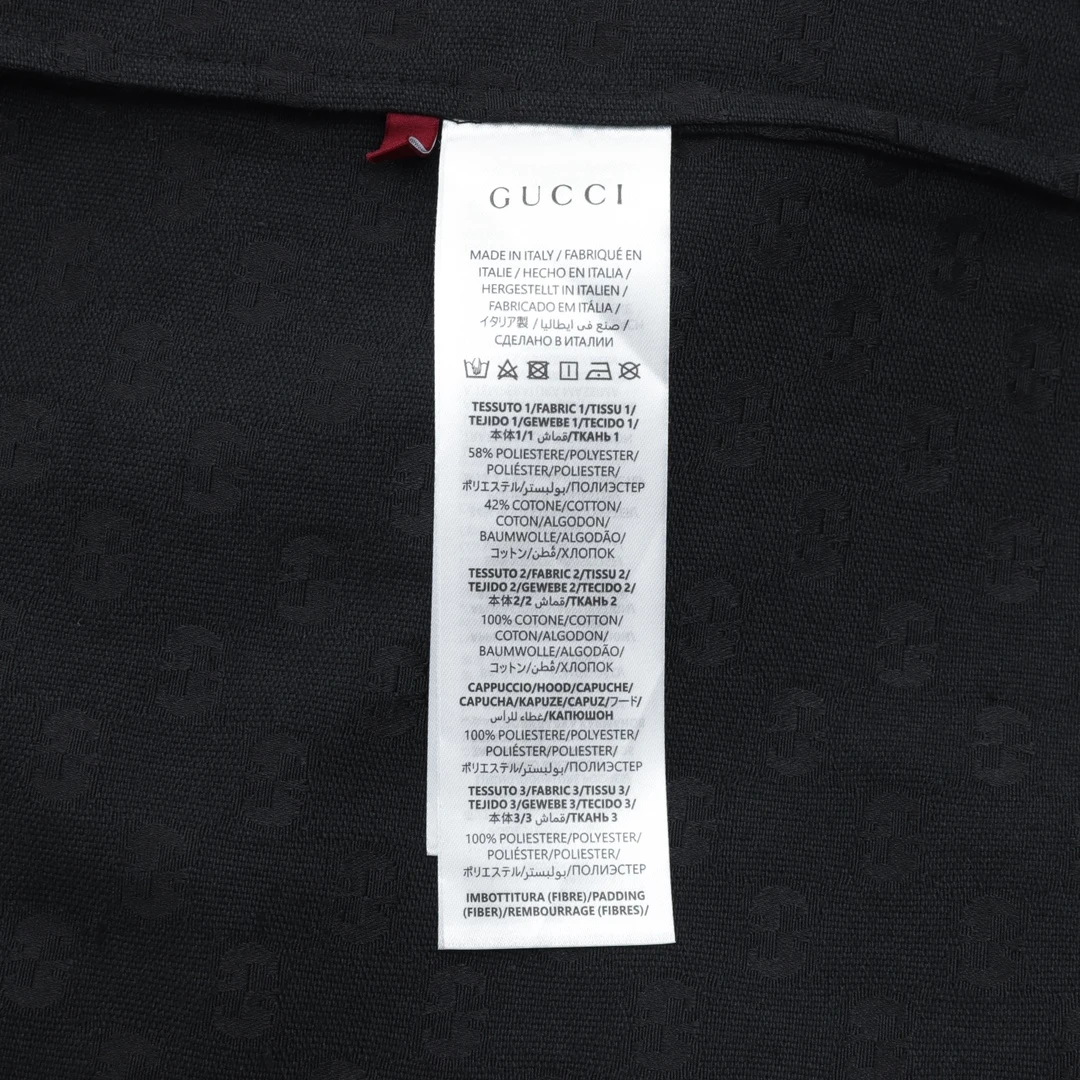 GUCCI
MADE IN ITALY / FABRIQUÉ EN
ITALIE / HECHO EN ITALIA /
HERGESTELLT IN ITALIEN /
FABRICADO EM ITÁLIA /
イタリア製 / صنع في ايطاليا /
СДЕЛАНО В ИТАЛИИ
TESSUTO 1/FABRIC 1/TISSU 1/
TEJIDO 1/GEWEBE 1/TECIDO 1/
本体1/1 قماش/ТКАНЬ 1
58% POLIESTERE/POLYESTER/
POLIÉSTER/POLIESTER/
ポリエステル/بوليستر/ПОЛИЭСТЕР
42% COTONE/COTTON/
COTON/ALGODON/
BAUMWOLLE/ALGODÃO/
コットン/قُطن/ХЛОПОК
TESSUTO 2/FABRIC 2/TISSU 2/
TEJIDO 2/GEWEBE 2/TECIDO 2/
本体2/2 قماش/ТКАНЬ 2
100% COTONE/COTTON/
COTON/ALGODON/
BAUMWOLLE/ALGODÃO/
コットン/قُطن/ХЛОПОК
CAPPUCCIO/HOOD/CAPUCHE/
CAPUCHA/KAPUZE/CAPUZ/フード/
غطاء للرأس/КАПЮШОН
100% POLIESTERE/POLYESTER/
POLIÉSTER/POLIESTER/
ポリエステル/بوليستر/ПОЛИЭСТЕР
TESSUTO 3/FABRIC 3/TISSU 3/
TEJIDO 3/GEWEBE 3/TECIDO 3/
本体3/3 قماش/ТКАНЬ 3
100% POLIESTERE/POLYESTER/
POLIÉSTER/POLIESTER/
ポリエステル/بوليستر/ПОЛИЭСТЕР
IMBOTTITURA (FIBRE)/PADDING
(FIBER)/REMBOURRAGE (FIBRES)/